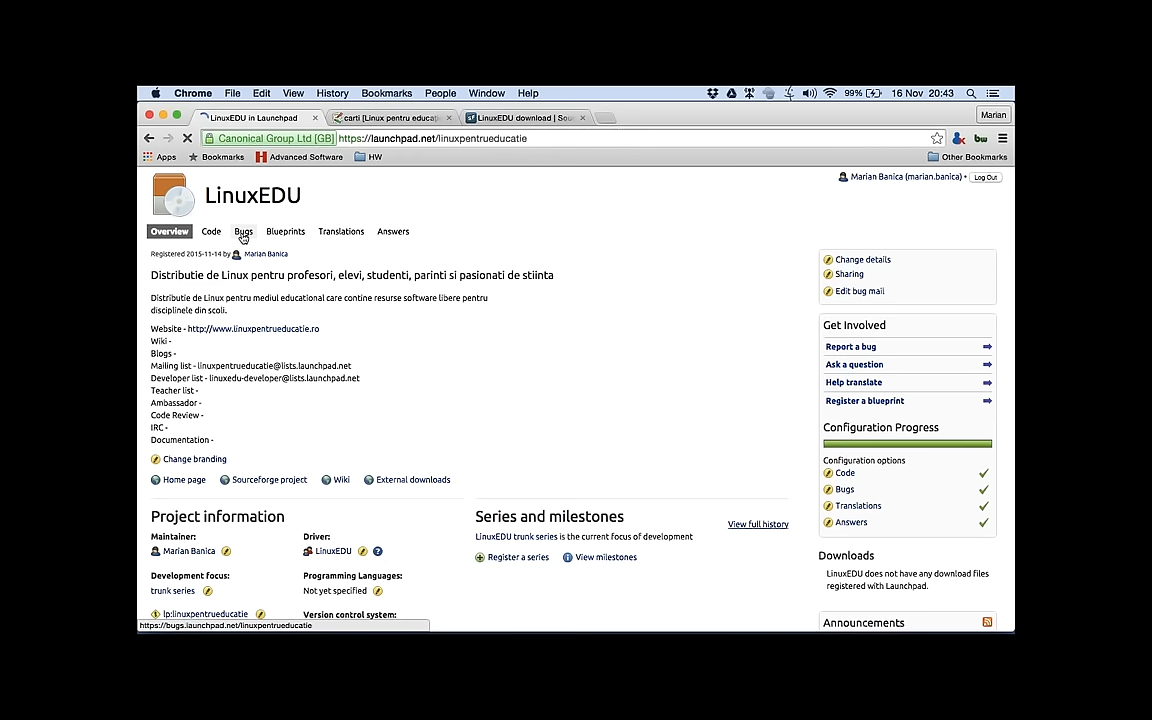 Chrome File Edit View History Bookmarks People Window Help 99% 16 Nov 20:43
LinuxEDU in Launchpad carti [Linux pentru educati LinuxEDU download | Sou Marian
Canonical Group Ltd [GB] https://launchpad.net/linuxpentrueducatie
Apps Bookmarks Advanced Software HW Other Bookmarks
Marian Banica (marian.banica) • Log Out
LinuxEDU
Overview Code Bugs Blueprints Translations Answers
Registered 2015-11-14 by Marian Banica
Distributie de Linux pentru profesori, elevi, studenti, parinti si pasionati de stiinta
Distributie de Linux pentru mediul educational care contine resurse software libere pentru
disciplinele din scoli.
Website - http://www.linuxpentrueducatie.ro
Wiki -
Blogs -
Mailing list - linuxpentrueducatie@lists.launchpad.net
Developer list - linuxedu-developer@lists.launchpad.net
Teacher list -
Ambassador -
Code Review -
IRC -
Documentation -
Change branding
Home page Sourceforge project Wiki External downloads
Project information
Maintainer: Driver:
Marian Banica LinuxEDU
Development focus: Programming Languages:
trunk series Not yet specified
lp:linuxpentrueducatie Version control system:
Series and milestones
View full history
LinuxEDU trunk series is the current focus of development
Register a series View milestones
Change details
Sharing
Edit bug mail
Get Involved
Report a bug
Ask a question
Help translate
Register a blueprint
Configuration Progress
Configuration options
Code
Bugs
Translations
Answers
Downloads
LinuxEDU does not have any download files
registered with Launchpad.
Announcements
https://bugs.launchpad.net/linuxpentrueducatie